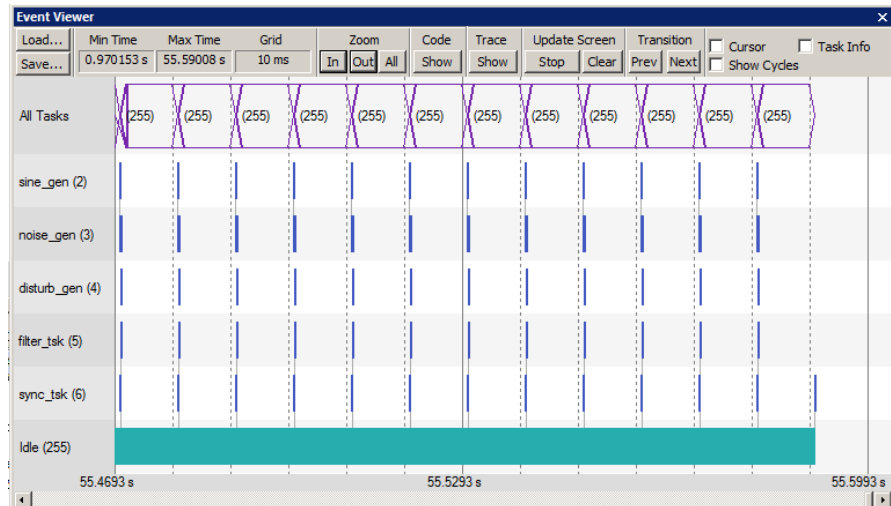 Event Viewer
Load... Min Time Max Time Grid Zoom Code Trace Update Screen Transition Cursor Task Info
Save... 0.970153 s 55.59008 s 10 ms In Out All Show Show Stop Clear Prev Next Show Cycles
All Tasks (255) (255) (255) (255) (255) (255) (255) (255) (255) (255) (255) (255)
sine_gen (2)
noise_gen (3)
disturb_gen (4)
filter_tsk (5)
sync_tsk (6)
Idle (255)
55.4693 s 55.5293 s 55.5993 s